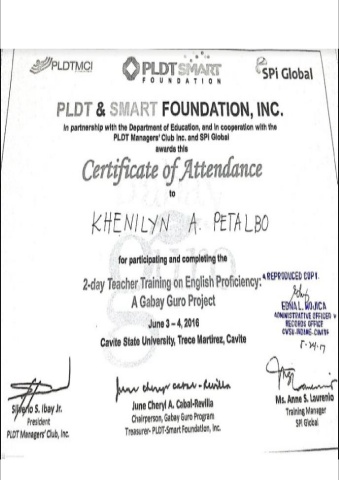 PLDTMCI
PLDT SMART
FOUNDATION
SPi Global
PLDT & SMART FOUNDATION, INC.
In partnership with the Department of Education, and in cooperation with the
PLDT Managers' Club Inc. and SPI Global
awards this
Certificate of Attendance
to
KHENILYN A. PETALBO
for participating and completing the
2-day Teacher Training on English Proficiency:
A Gabay Guro Project
June 3 – 4, 2016
Cavite State University, Trece Martirez, Cavite
REPRODUCED COPY
EDNA L. MOJICA
ADMINISTRATIVE OFFICER V
RECORDS OFFICE
5-24-17
Silverio S. Ibay Jr.
President
PLDT Managers' Club, Inc.
June Cheryl A. Cabal-Revilla
Chairperson, Gabay Guro Program
Treasurer- PLDT-Smart Foundation, Inc.
Ms. Anne S. Laurenio
Training Manager
SPi Global